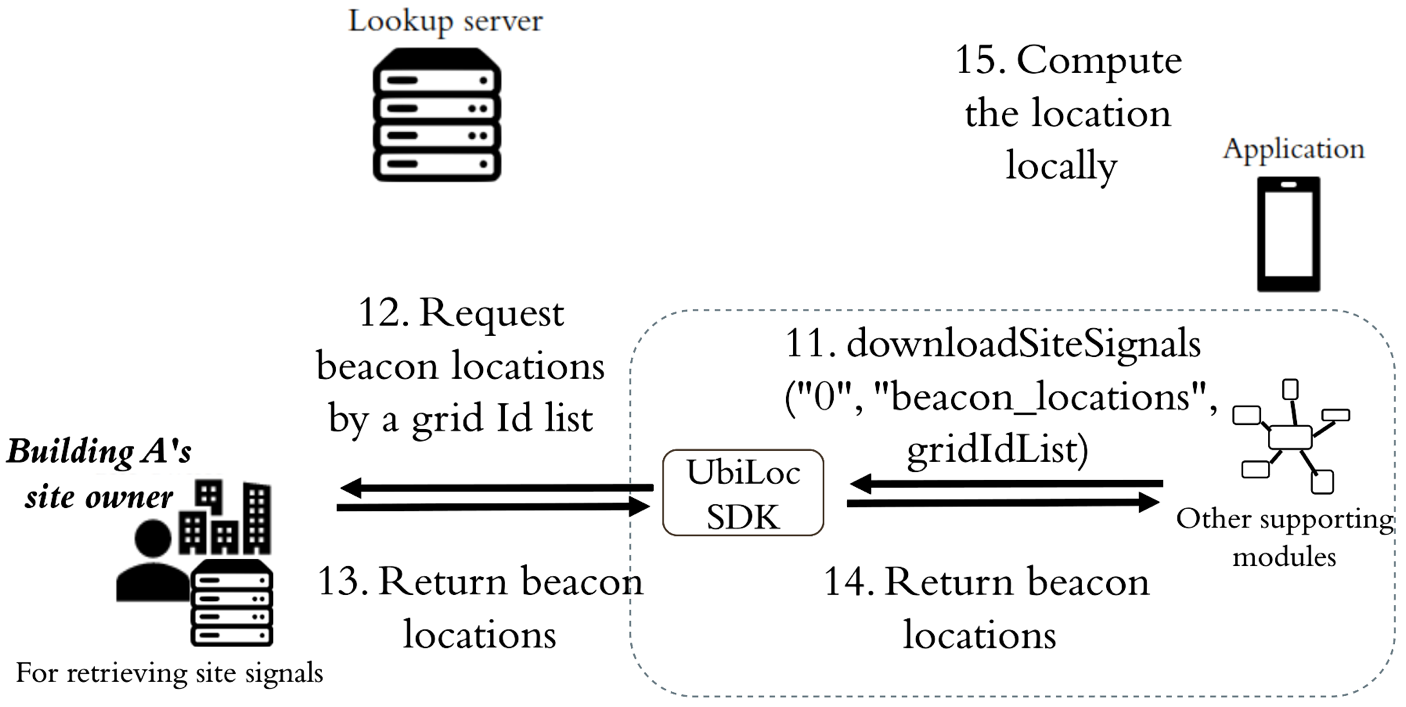 Lookup server
15. Compute
the location
locally
Application
12. Request
beacon locations
by a grid Id list
11. downloadSiteSignals
("0", "beacon_locations",
gridIdList)
Building A's
site owner
UbiLoc
SDK
Other supporting
modules
13. Return beacon
locations
14. Return beacon
locations
For retrieving site signals